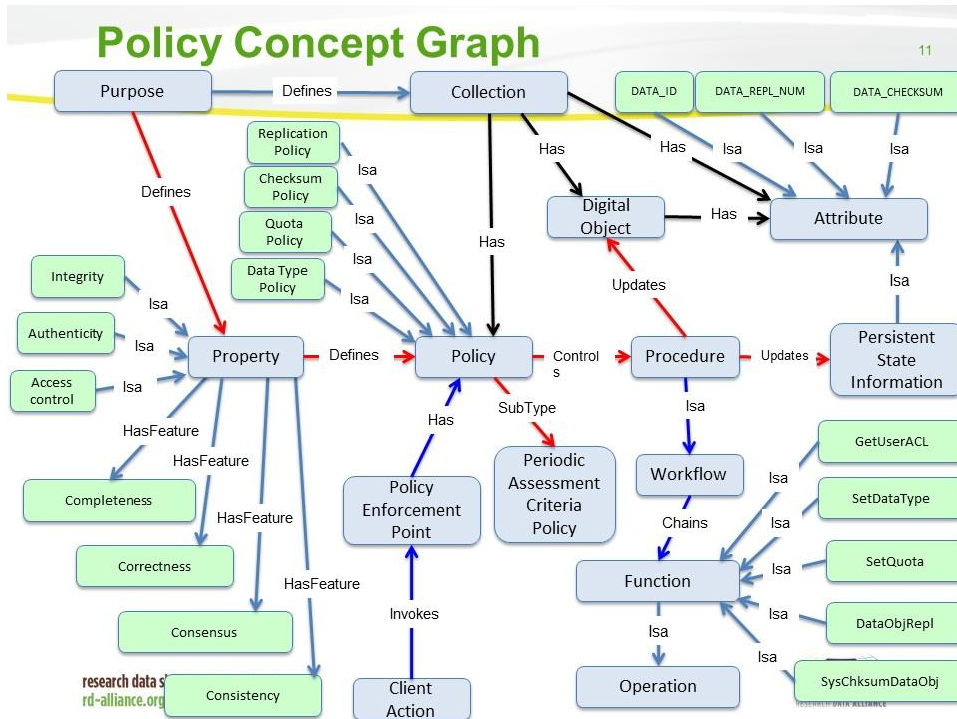 Policy Concept Graph
11
Purpose
Defines
Collection
DATA_ID
DATA_REPL_NUM
DATA_CHECKSUM
Replication
Policy
Isa
Has
Has
Isa
Isa
Isa
Checksum
Policy
Defines
Digital
Object
Has
Attribute
Isa
Quota
Policy
Has
Isa
Data Type
Policy
Isa
Updates
Isa
Integrity
Isa
Authenticity
Isa
Access
control
Isa
Property
Defines
Policy
Control
s
Procedure
Updates
Persistent
State
Information
HasFeature
HasFeature
HasFeature
HasFeature
Has
SubType
Isa
Completeness
Correctness
Consensus
Consistency
Policy
Enforcement
Point
Periodic
Assessment
Criteria
Policy
Workflow
Chains
Function
Isa
Operation
GetUserACL
Isa
SetDataType
Isa
SetQuota
Isa
DataObjRepl
Isa
SysChksumDataObj
Isa
Invokes
Client
Action
research data s
rd-alliance.org
RESEARCH DATA ALLIANCE